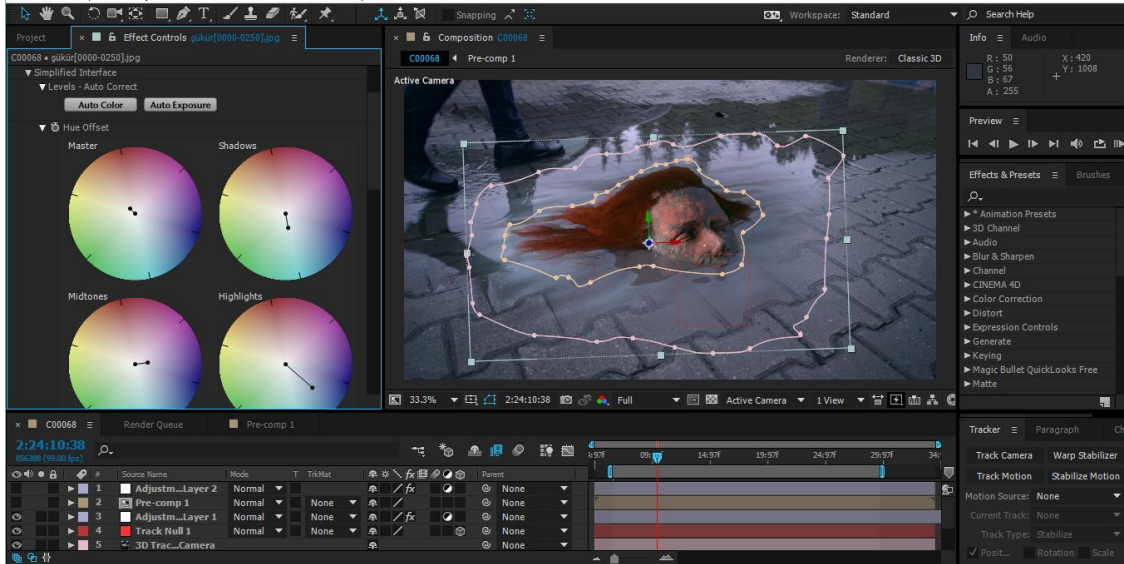 Snapping
Workspace: Standard
Search Help
Project
Effect Controls şükür[0000-0250].jpg
Composition C00068
Info
Audio
C00068 • şükür[0000-0250].jpg
C00068
Pre-comp 1
Renderer: Classic 3D
R: 50
G: 56
B: 67
A: 255
X: 420
Y: 1008
Simplified Interface
Active Camera
Levels - Auto Correct
Auto Color
Auto Exposure
Preview
Hue Offset
Master
Shadows
Effects & Presets
Brushes
* Animation Presets
3D Channel
Audio
Blur & Sharpen
Channel
CINEMA 4D
Color Correction
Distort
Expression Controls
Generate
Keying
Magic Bullet QuickLooks Free
Matte
Midtones
Highlights
33.3%
2:24:10:38
Full
Active Camera
1 View
C00068
Render Queue
Pre-comp 1
Tracker
Paragraph
Ch
2:24:10:38
856388 (99.00 fps)
Track Camera
Warp Stabilizer
14:97f
19:97f
24:97f
29:97f
34:
# Source Name Mode T TrkMat Parent
Track Motion
Stabilize Motion
1 Adjustm...Layer 2 Normal None
Motion Source: None
2 Pre-comp 1 Normal None None
Current Track: None
3 Adjustm...Layer 1 Normal None None
Track Type: Stabilize
4 Track Null 1 Normal None None
5 3D Trac...Camera None
Posit...
Rotation
Scale